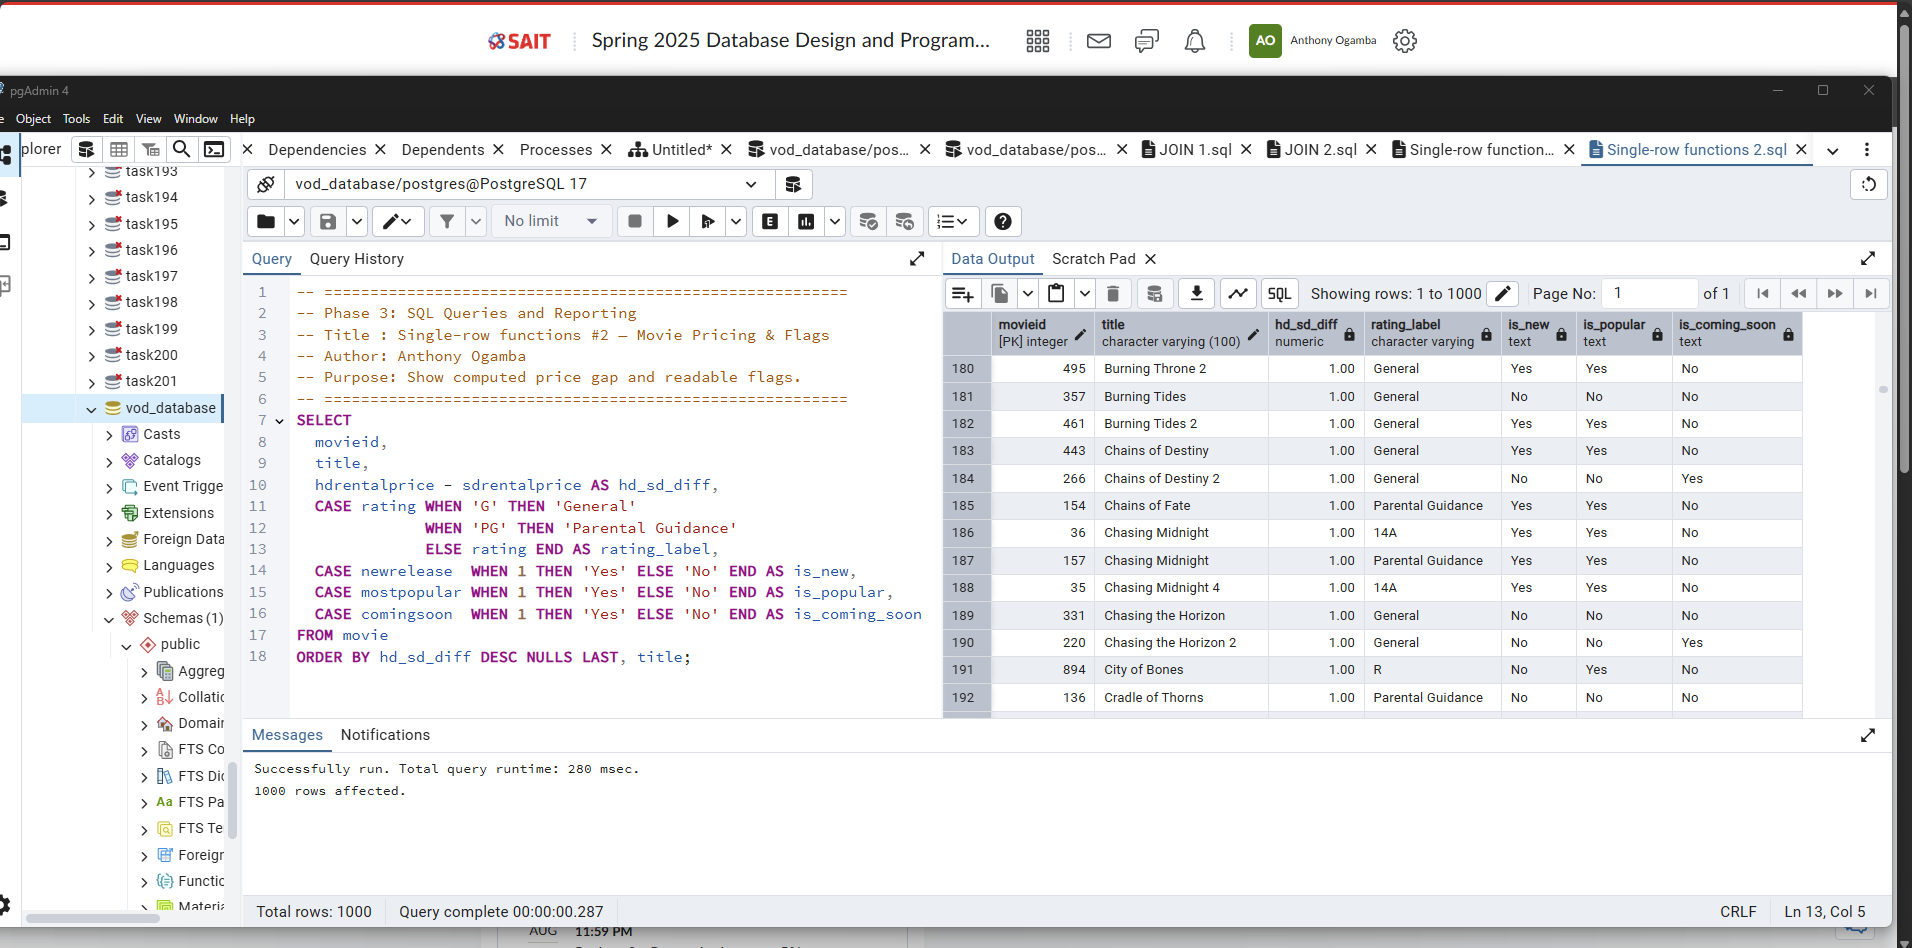 SAIT
Spring 2025 Database Design and Program...
AO
Anthony Ogamba
pgAdmin 4
Object Tools Edit View Window Help
plorer
Dependencies Dependents Processes Untitled* vod_database/pos... vod_database/pos... JOIN 1.sql JOIN 2.sql Single-row function... Single-row functions 2.sql
task193
task194
task195
task196
task197
task198
task199
task200
task201
vod_database
Casts
Catalogs
Event Trigge
Extensions
Foreign Data
Languages
Publications
Schemas (1)
public
Aggreg
Collatic
Domair
FTS Co
FTS Dic
Aa FTS Pa
FTS Te
Foreigr
Functic
Materia
vod_database/postgres@PostgreSQL 17
No limit
E
Query Query History
1 -- =========================================================
2 -- Phase 3: SQL Queries and Reporting
3 -- Title : Single-row functions #2 – Movie Pricing & Flags
4 -- Author: Anthony Ogamba
5 -- Purpose: Show computed price gap and readable flags.
6 -- =========================================================
7 SELECT
8 movieid,
9 title,
10 hdrentalprice - sdrentalprice AS hd_sd_diff,
11 CASE rating WHEN 'G' THEN 'General'
12 WHEN 'PG' THEN 'Parental Guidance'
13 ELSE rating END AS rating_label,
14 CASE newrelease  WHEN 1 THEN 'Yes' ELSE 'No' END AS is_new,
15 CASE mostpopular WHEN 1 THEN 'Yes' ELSE 'No' END AS is_popular,
16 CASE comingsoon  WHEN 1 THEN 'Yes' ELSE 'No' END AS is_coming_soon
17 FROM movie
18 ORDER BY hd_sd_diff DESC NULLS LAST, title;
Data Output Scratch Pad
SQL Showing rows: 1 to 1000 Page No: 1 of 1
movieid title hd_sd_diff rating_label is_new is_popular is_coming_soon
[PK] integer character varying (100) numeric character varying text text text
180 495 Burning Throne 2 1.00 General Yes Yes No
181 357 Burning Tides 1.00 General No No No
182 461 Burning Tides 2 1.00 General Yes Yes No
183 443 Chains of Destiny 1.00 General Yes Yes No
184 266 Chains of Destiny 2 1.00 General No No Yes
185 154 Chains of Fate 1.00 Parental Guidance Yes Yes No
186 36 Chasing Midnight 1.00 14A Yes Yes No
187 157 Chasing Midnight 1.00 Parental Guidance Yes Yes No
188 35 Chasing Midnight 4 1.00 14A Yes Yes No
189 331 Chasing the Horizon 1.00 General No No No
190 220 Chasing the Horizon 2 1.00 General No No Yes
191 894 City of Bones 1.00 R No Yes No
192 136 Cradle of Thorns 1.00 Parental Guidance No No No
Messages Notifications
Successfully run. Total query runtime: 280 msec.
1000 rows affected.
Total rows: 1000 Query complete 00:00:00.287 CRLF Ln 13, Col 5
AUG 11:59 PM